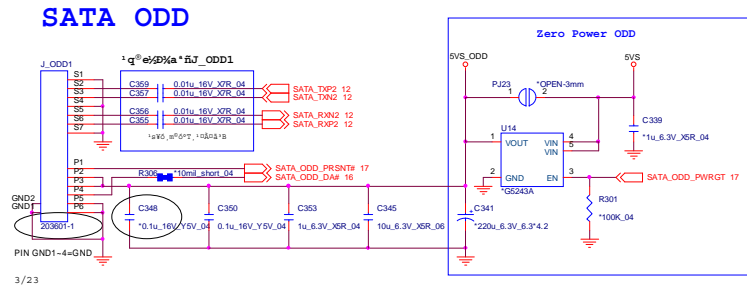 SATA ODD
Zero Power ODD
J_ODD1
J_ODD1
S1
S2
S3
S4
S5
S6
S7
C359 0.01u_16V_X7R_04
C357 0.01u_16V_X7R_04
C356 0.01u_16V_X7R_04
C355 0.01u_16V_X7R_04
SATA_TXP2 12
SATA_TXN2 12
SATA_RXN2 12
SATA_RXP2 12
P1
P2
P3
P4
P5
P6
GND2
GND1
203601-1
PIN GND1~4=GND
R306 *10mil_short_04
SATA_ODD_PRSNT# 17
SATA_ODD_DA# 16
C348
*0.1u_16V_Y5V_04
C350
0.1u_16V_Y5V_04
C353
1u_6.3V_X5R_04
C345
10u_6.3V_X5R_06
C341
*220u_6.3V_6.3*4.2
5VS_ODD
5VS
PJ23 *OPEN-3mm
1 2
U14
1 VOUT VIN 4
VIN 5
2 GND EN 3
*G5243A
C339
*1u_6.3V_X5R_04
SATA_ODD_PWRGT 17
R301
*100K_04
3/23